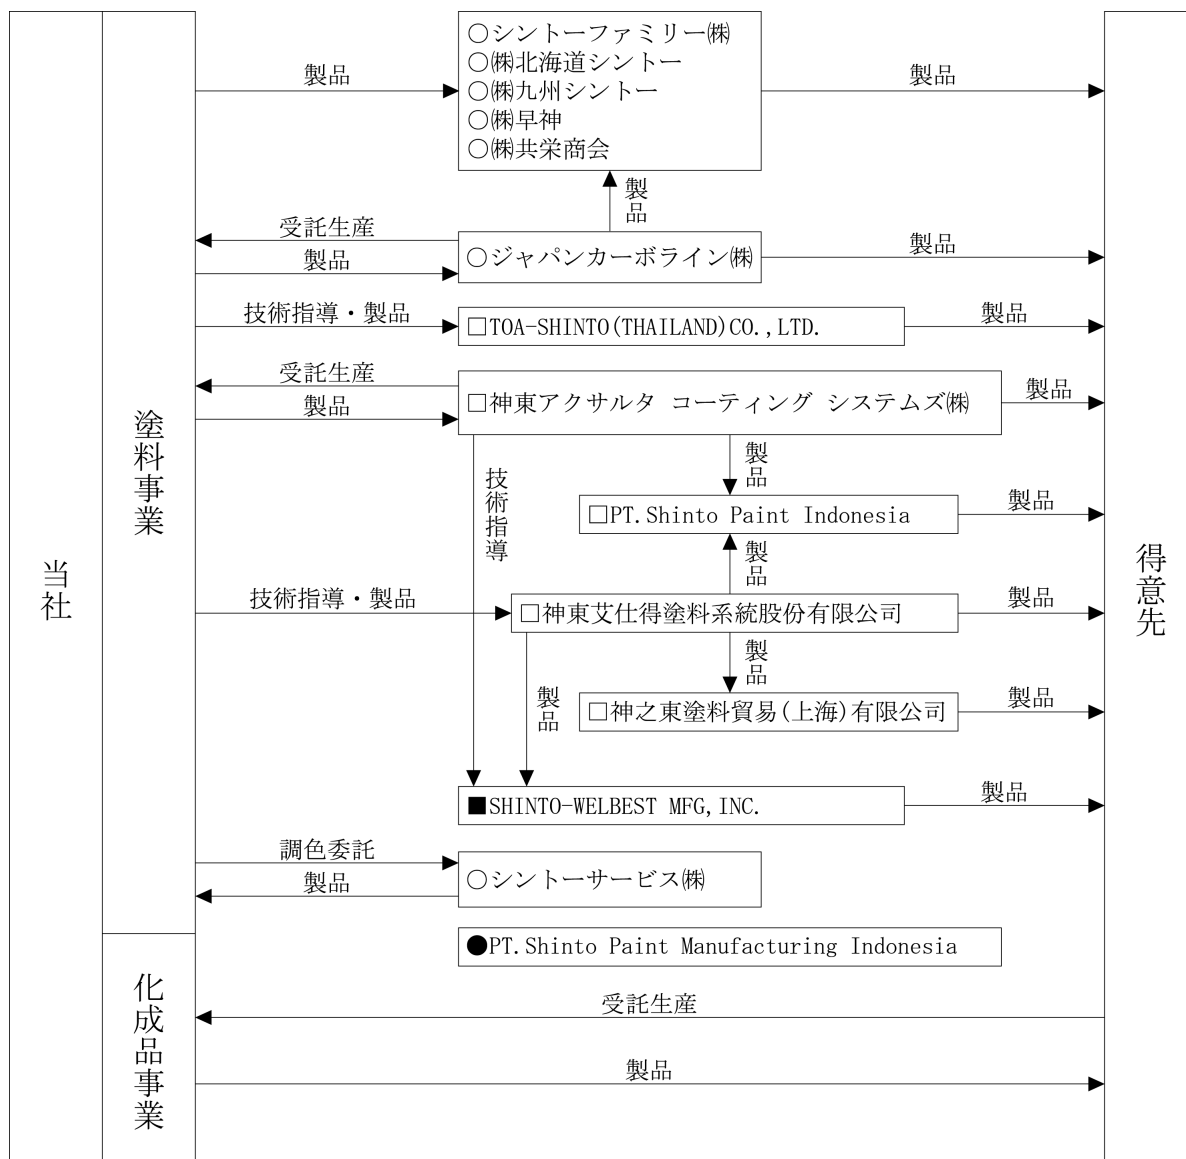 ○シントーファミリー㈱
○㈱北海道シントー
○㈱九州シントー
○㈱早神
○㈱共栄商会
製品
製品
製品
受託生産
製品
○ジャパンカーボライン㈱
製品
技術指導・製品
□TOA-SHINTO(THAILAND)CO.,LTD.
製品
受託生産
製品
□神東アクサルタ コーティング システムズ㈱
製品
技術指導
製品
□PT.Shinto Paint Indonesia
製品
製品
技術指導・製品
□神東艾仕得塗料系統股份有限公司
製品
製品
製品
□神之東塗料貿易(上海)有限公司
製品
■SHINTO-WELBEST MFG,INC.
製品
調色委託
製品
○シントーサービス㈱
●PT.Shinto Paint Manufacturing Indonesia
受託生産
製品
当社
塗料事業
化成品事業
得意先